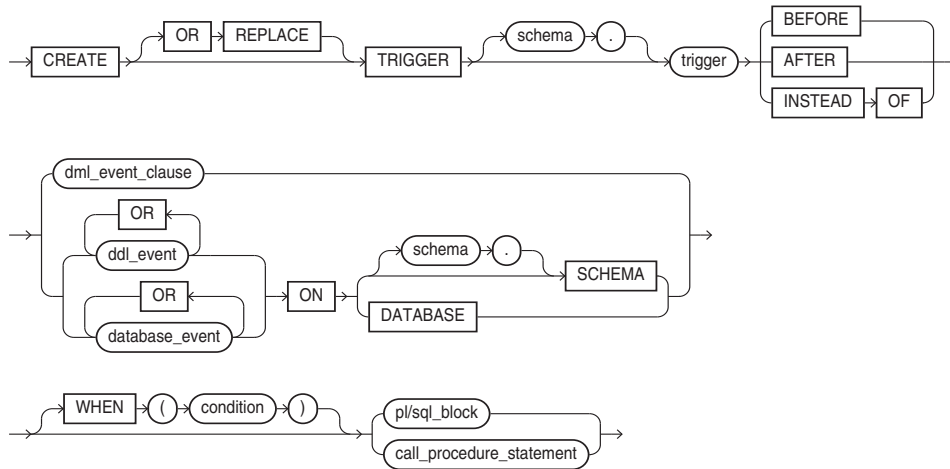 OR REPLACE schema . BEFORE
CREATE TRIGGER trigger AFTER
INSTEAD OF
dml_event_clause
OR
ddl_event schema . SCHEMA
OR ON DATABASE
database_event
WHEN ( condition ) pl/sql_block
call_procedure_statement